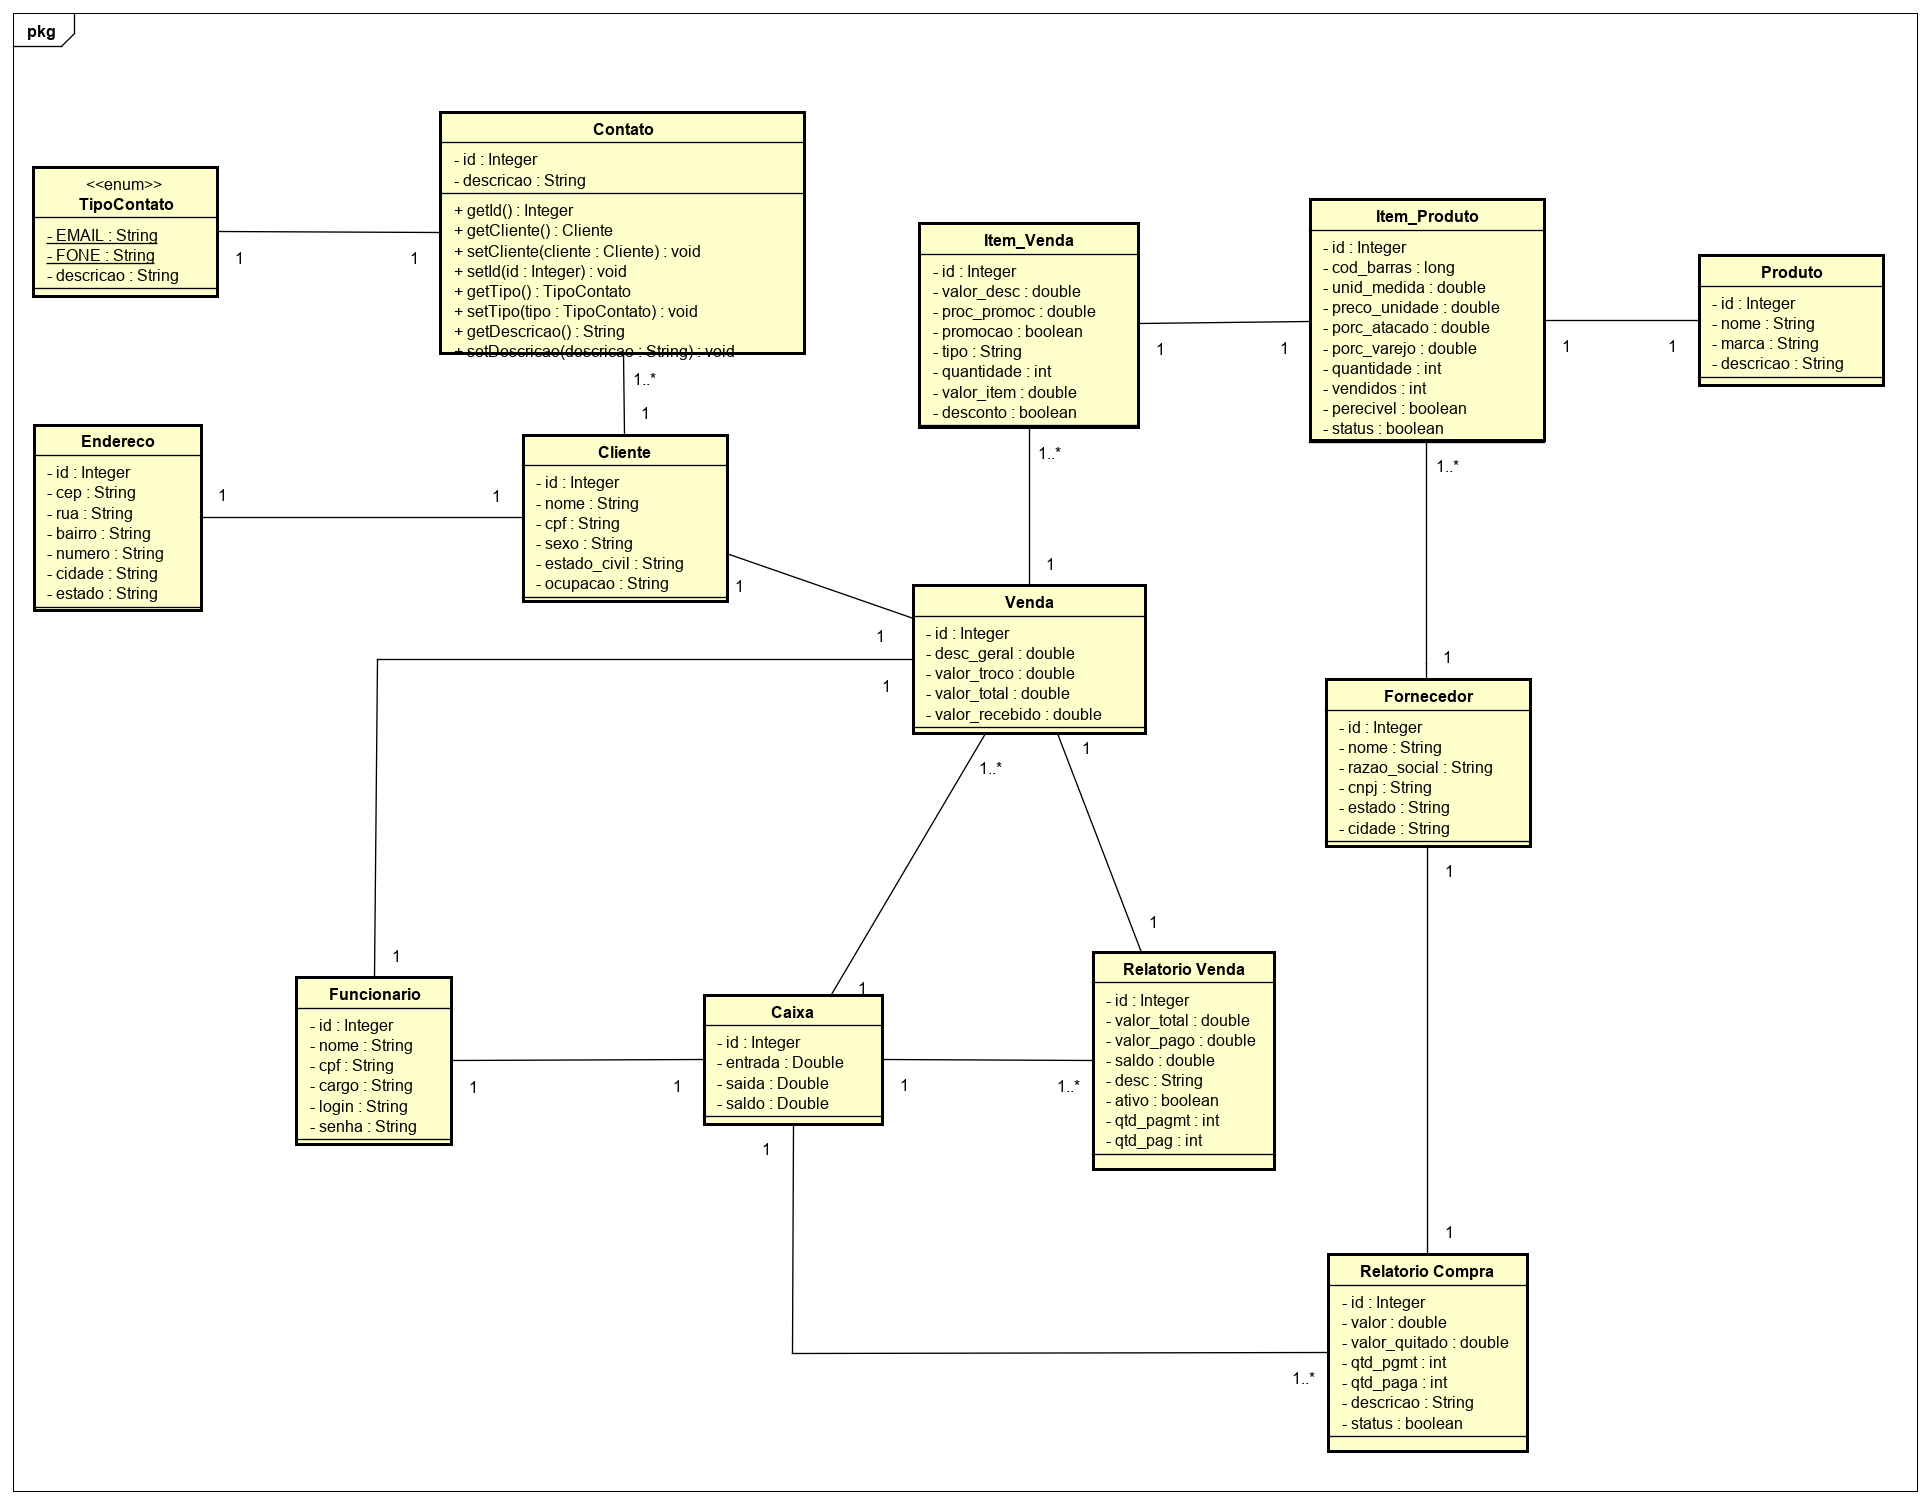 pkg
Contato
- id : Integer
- descricao : String
+ getId() : Integer
+ getCliente() : Cliente
+ setCliente(cliente : Cliente) : void
+ setId(id : Integer) : void
+ getTipo() : TipoContato
+ setTipo(tipo : TipoContato) : void
+ getDescricao() : String
+ setDescricao(descricao : String) : void
<<enum>>
TipoContato
- EMAIL : String
- FONE : String
- descricao : String
1
1
Item_Venda
- id : Integer
- valor_desc : double
- proc_promoc : double
- promocao : boolean
- tipo : String
- quantidade : int
- valor_item : double
- desconto : boolean
1
1
Item_Produto
- id : Integer
- cod_barras : long
- unid_medida : double
- preco_unidade : double
- porc_atacado : double
- porc_varejo : double
- quantidade : int
- vendidos : int
- perecivel : boolean
- status : boolean
1
1
Produto
- id : Integer
- nome : String
- marca : String
- descricao : String
1..*
1
Endereco
- id : Integer
- cep : String
- rua : String
- bairro : String
- numero : String
- cidade : String
- estado : String
1
1
Cliente
- id : Integer
- nome : String
- cpf : String
- sexo : String
- estado_civil : String
- ocupacao : String
1
1
1..*
1
1..*
1
Venda
- id : Integer
- desc_geral : double
- valor_troco : double
- valor_total : double
- valor_recebido : double
1
1
1..*
1
1
1
Fornecedor
- id : Integer
- nome : String
- razao_social : String
- cnpj : String
- estado : String
- cidade : String
1
1
Funcionario
- id : Integer
- nome : String
- cpf : String
- cargo : String
- login : String
- senha : String
1
1
Caixa
- id : Integer
- entrada : Double
- saida : Double
- saldo : Double
1
1..*
Relatorio Venda
- id : Integer
- valor_total : double
- valor_pago : double
- saldo : double
- desc : String
- ativo : boolean
- qtd_pagmt : int
- qtd_pag : int
1
1..*
Relatorio Compra
- id : Integer
- valor : double
- valor_quitado : double
- qtd_pgmt : int
- qtd_paga : int
- descricao : String
- status : boolean